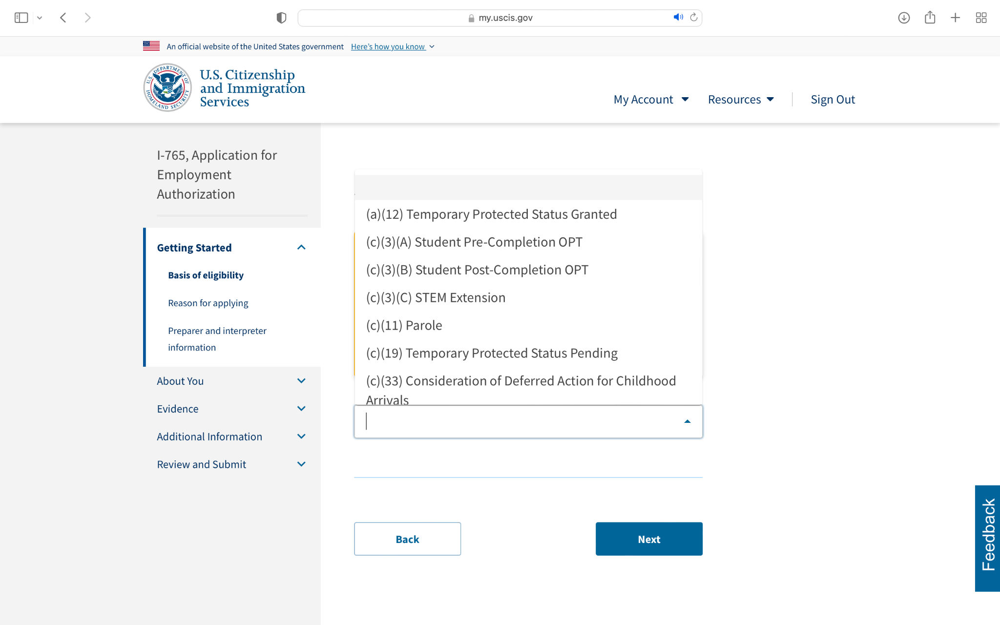 my.uscis.gov
An official website of the United States government Here's how you know
U.S. DEPARTMENT OF HOMELAND SECURITY
U.S. Citizenship
and Immigration
Services
My Account
Resources
Sign Out
I-765, Application for
Employment
Authorization
Getting Started
Basis of eligibility
Reason for applying
Preparer and interpreter
information
About You
Evidence
Additional Information
Review and Submit
(a)(12) Temporary Protected Status Granted
(c)(3)(A) Student Pre-Completion OPT
(c)(3)(B) Student Post-Completion OPT
(c)(3)(C) STEM Extension
(c)(11) Parole
(c)(19) Temporary Protected Status Pending
(c)(33) Consideration of Deferred Action for Childhood
Arrivals
Back
Next
Feedback